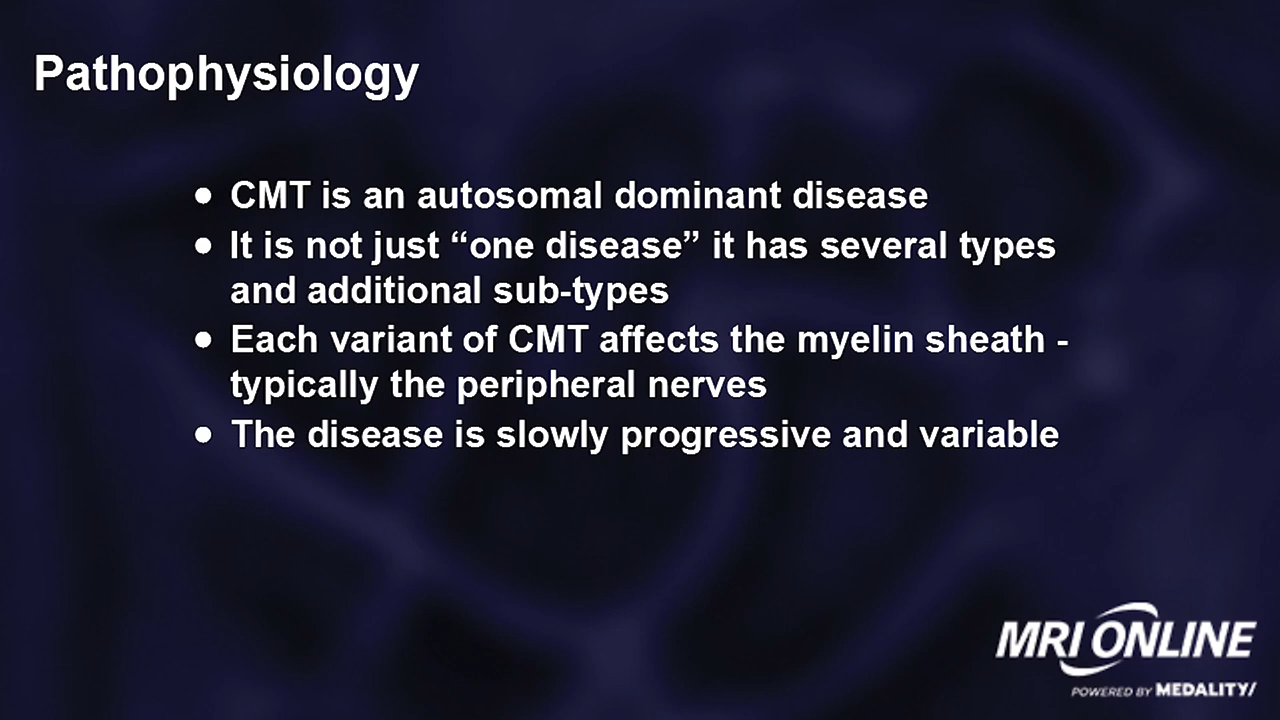 Pathophysiology
● CMT is an autosomal dominant disease
● It is not just “one disease” it has several types
and additional sub-types
● Each variant of CMT affects the myelin sheath -
typically the peripheral nerves
● The disease is slowly progressive and variable
MRI ONLINE
POWERED BY MEDALITY/